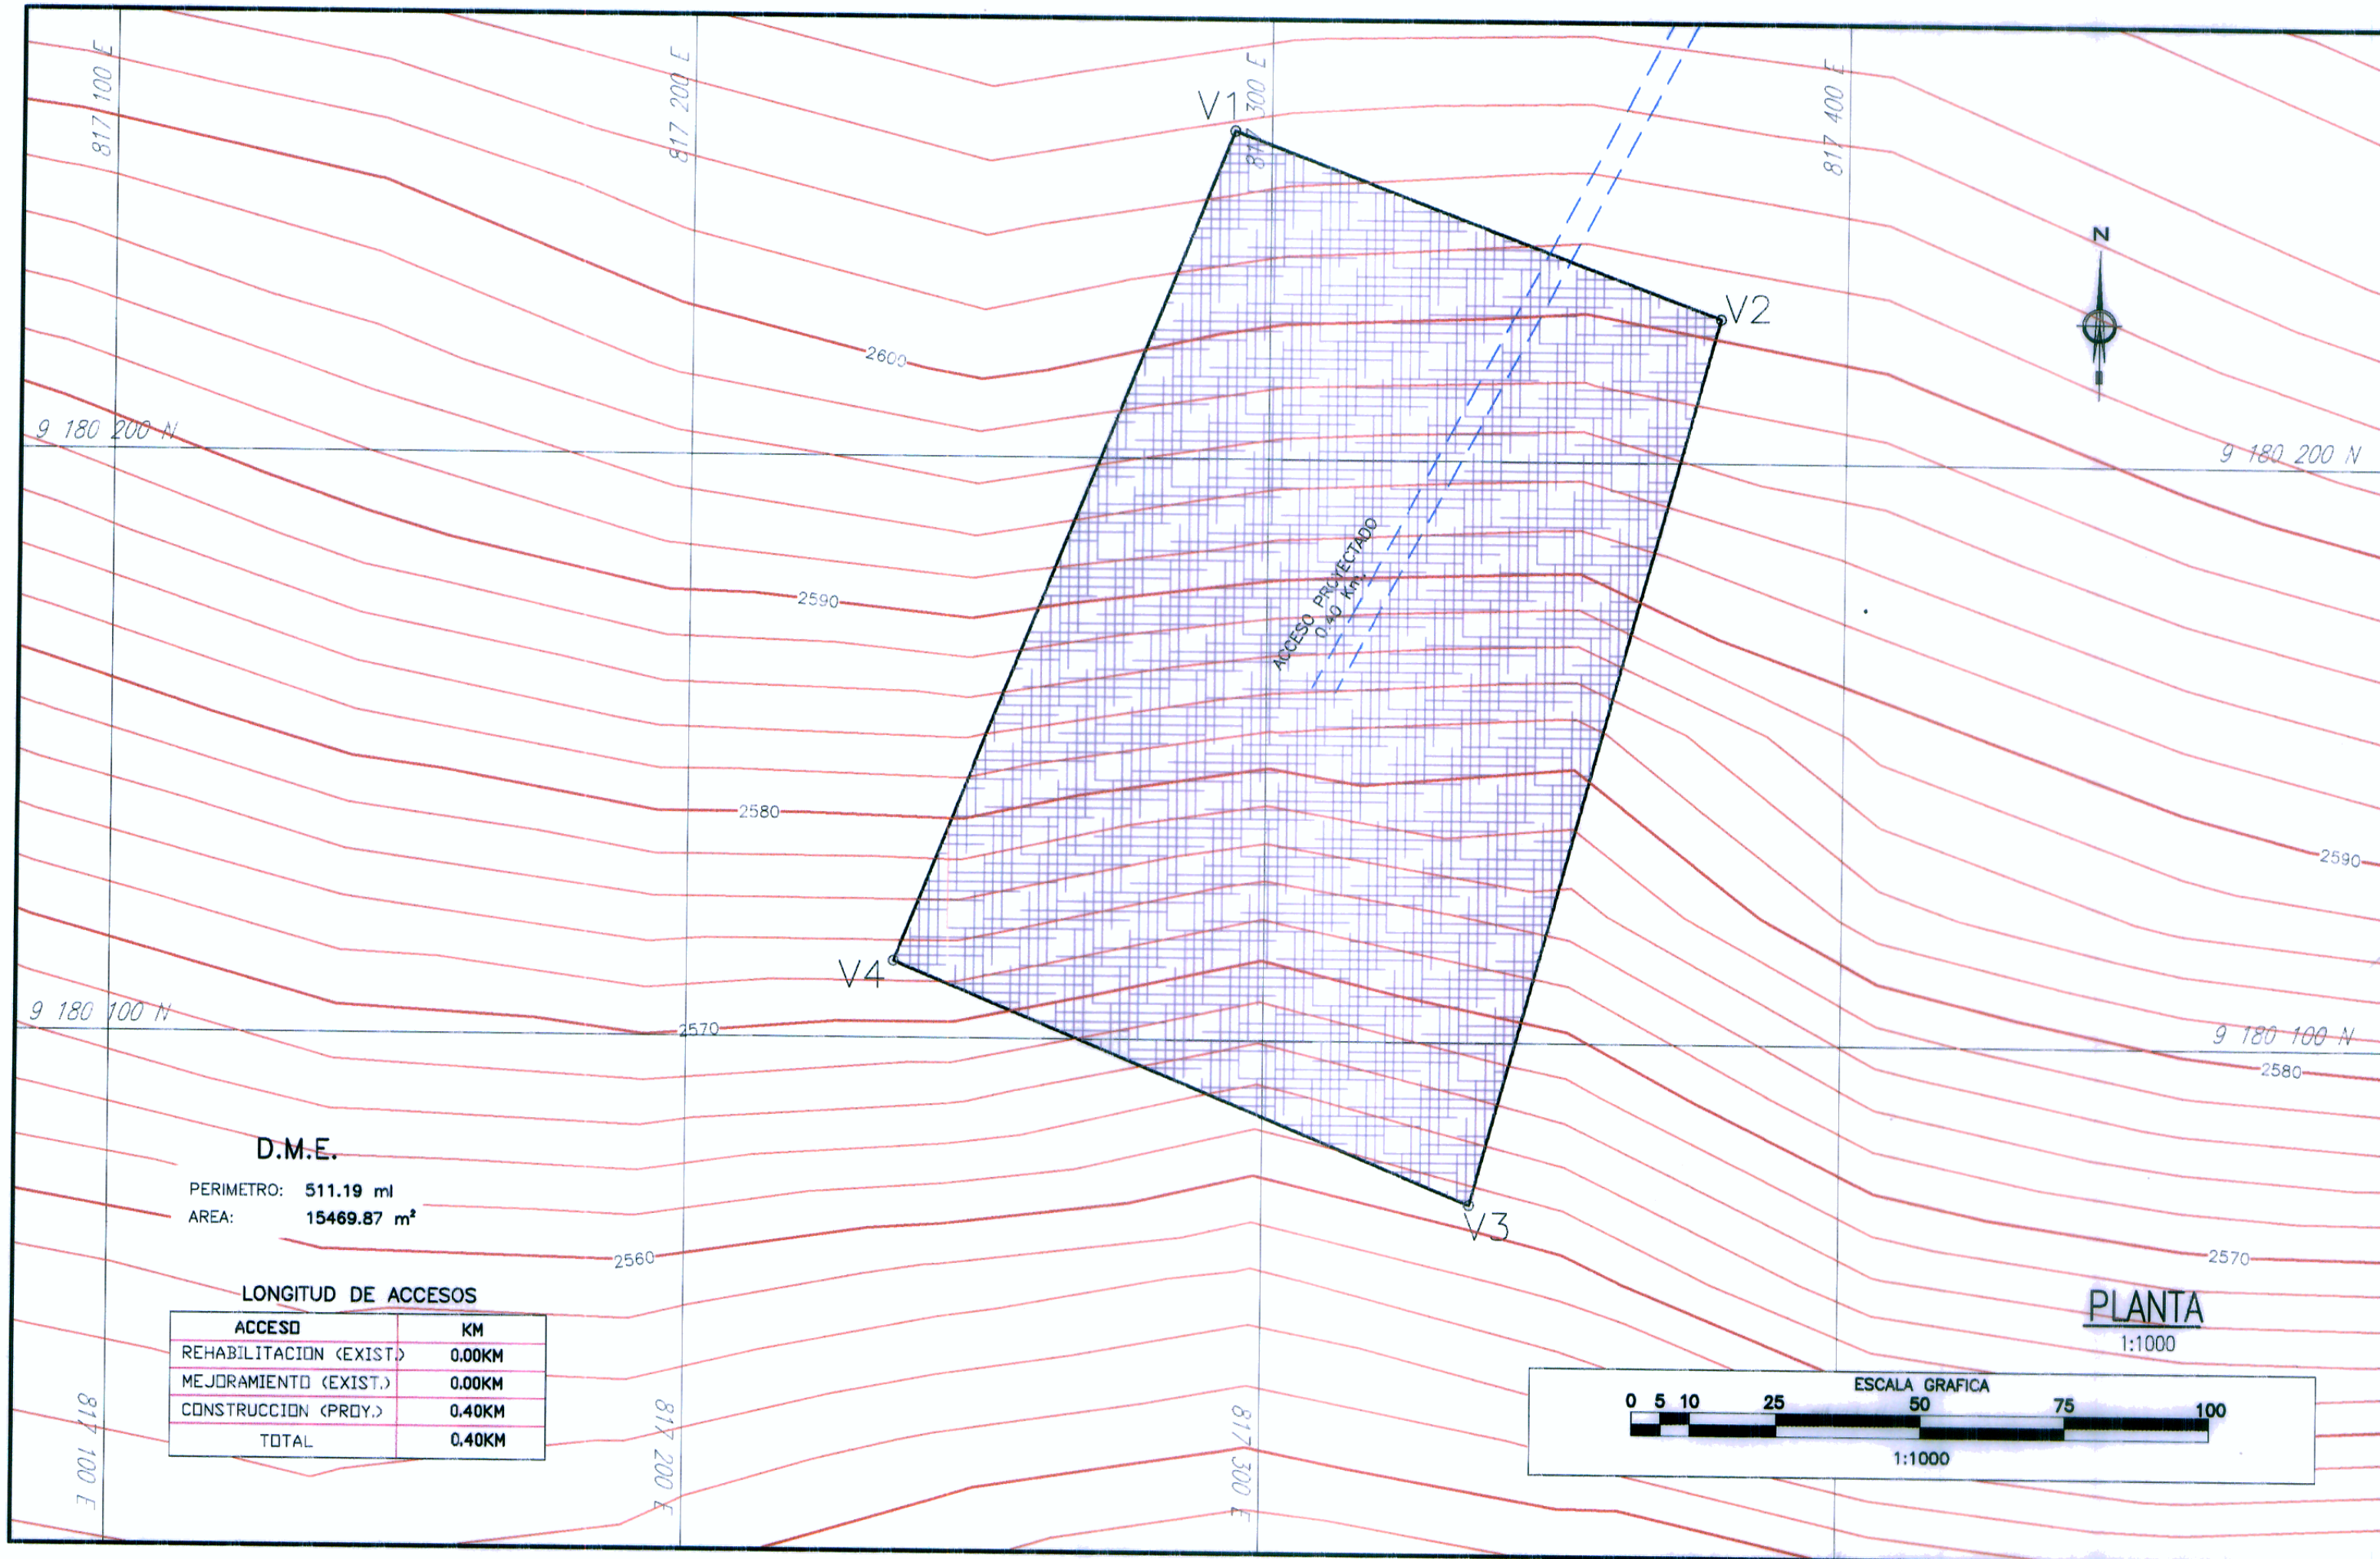 817 100 E
817 200 E
817 300 E
817 400 E
V1
V2
N
2600
9 180 200 N
9 180 200 N
ACCESO PROYECTADO
0.40 Km.
2590
2580
2590
V4
9 180 100 N
2570
9 180 100 N
2580
D.M.E.
PERIMETRO: 511.19 ml
AREA: 15469.87 m²
V3
2560
2570
LONGITUD DE ACCESOS
ACCESO KM
REHABILITACION (EXIST.) 0.00KM
MEJORAMIENTO (EXIST.) 0.00KM
CONSTRUCCION (PROY.) 0.40KM
TOTAL 0.40KM
PLANTA
1:1000
ESCALA GRAFICA
0 5 10 25 50 75 100
1:1000
817 100 E
817 200 E
817 300 E